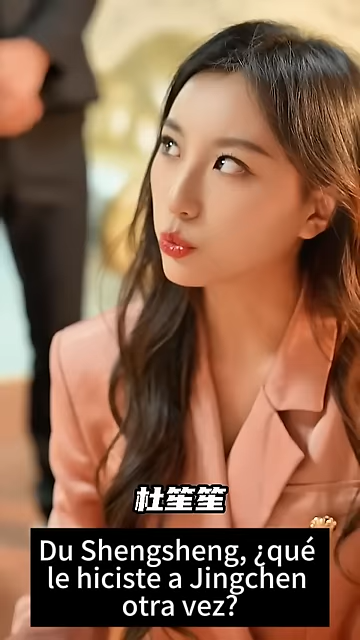 杜笙笙
Du Shengsheng, ¿qué
le hiciste a Jingchen
otra vez?